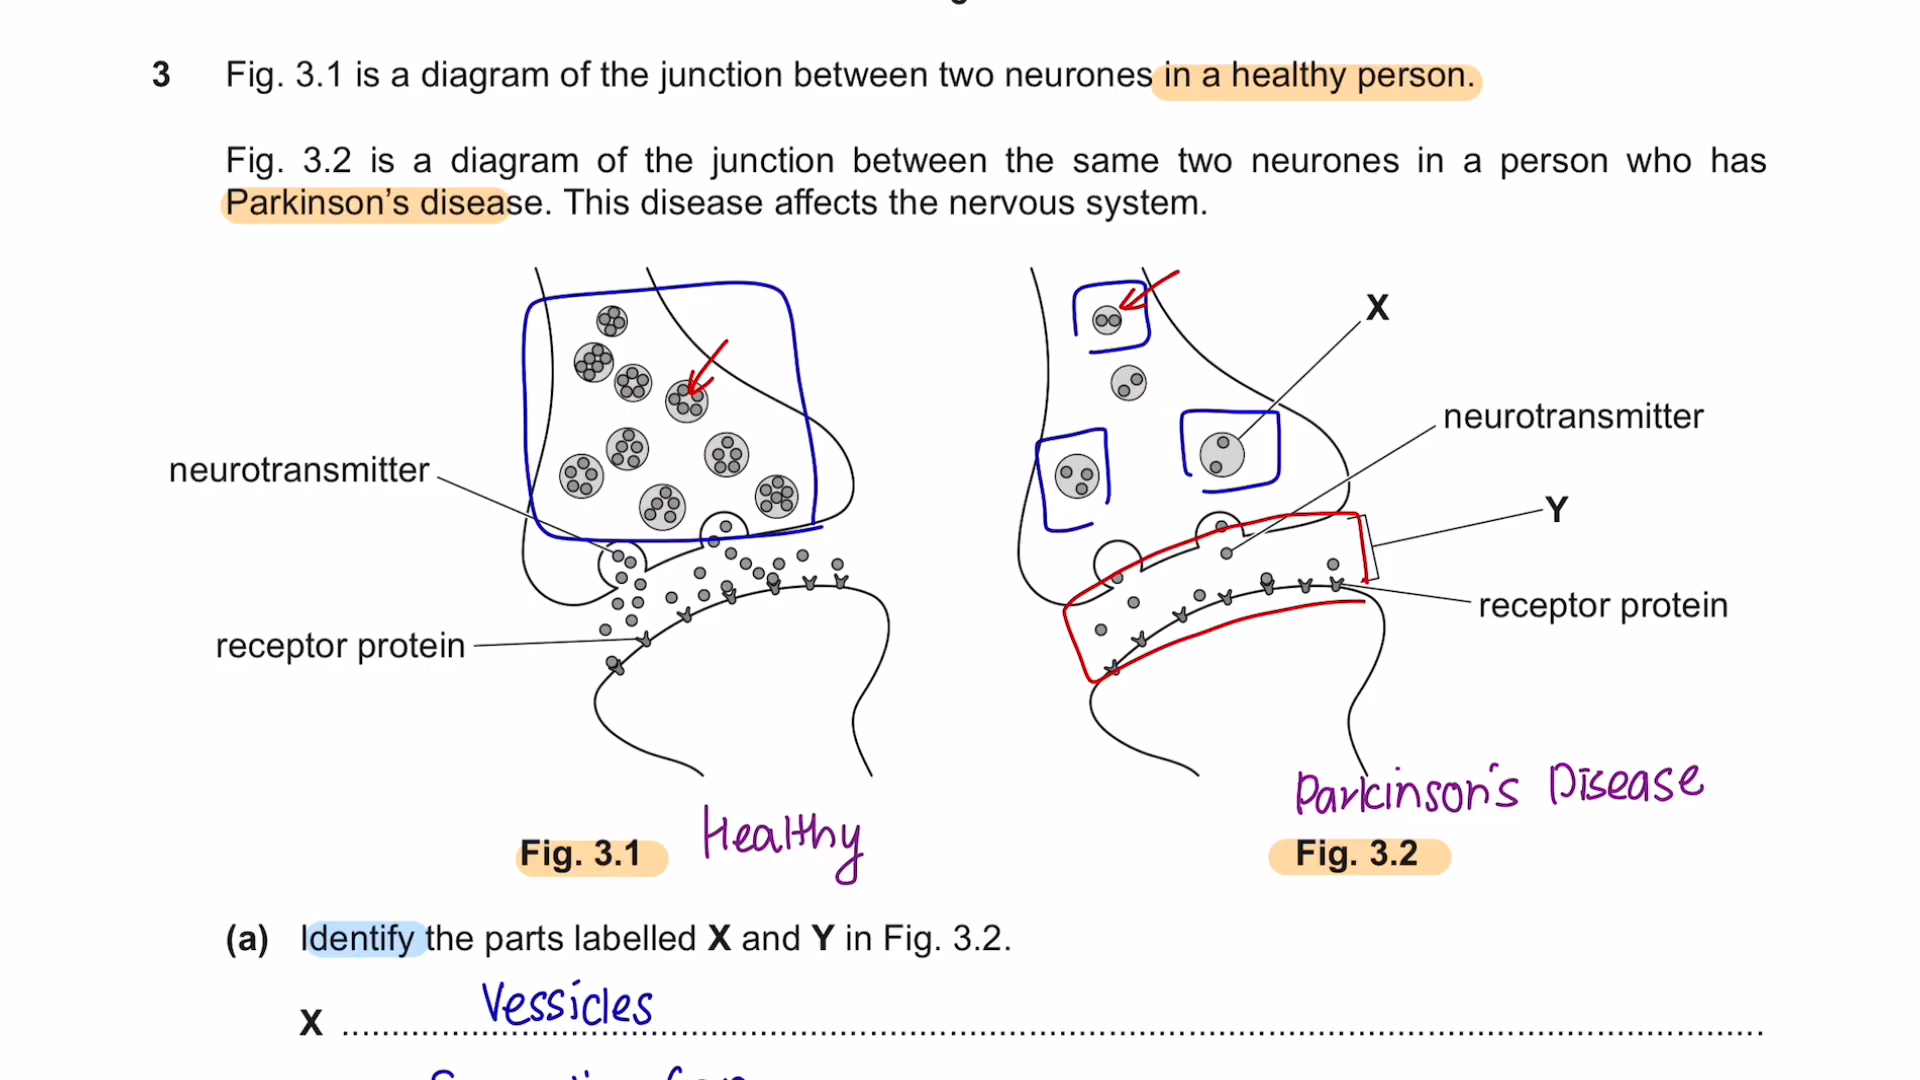 3 Fig. 3.1 is a diagram of the junction between two neurones in a healthy person.
Fig. 3.2 is a diagram of the junction between the same two neurones in a person who has
Parkinson's disease. This disease affects the nervous system.
X
neurotransmitter
neurotransmitter
Y
receptor protein
receptor protein
Parkinson's Disease
Healthy
Fig. 3.1
Fig. 3.2
(a) Identify the parts labelled X and Y in Fig. 3.2.
Vessicles
X